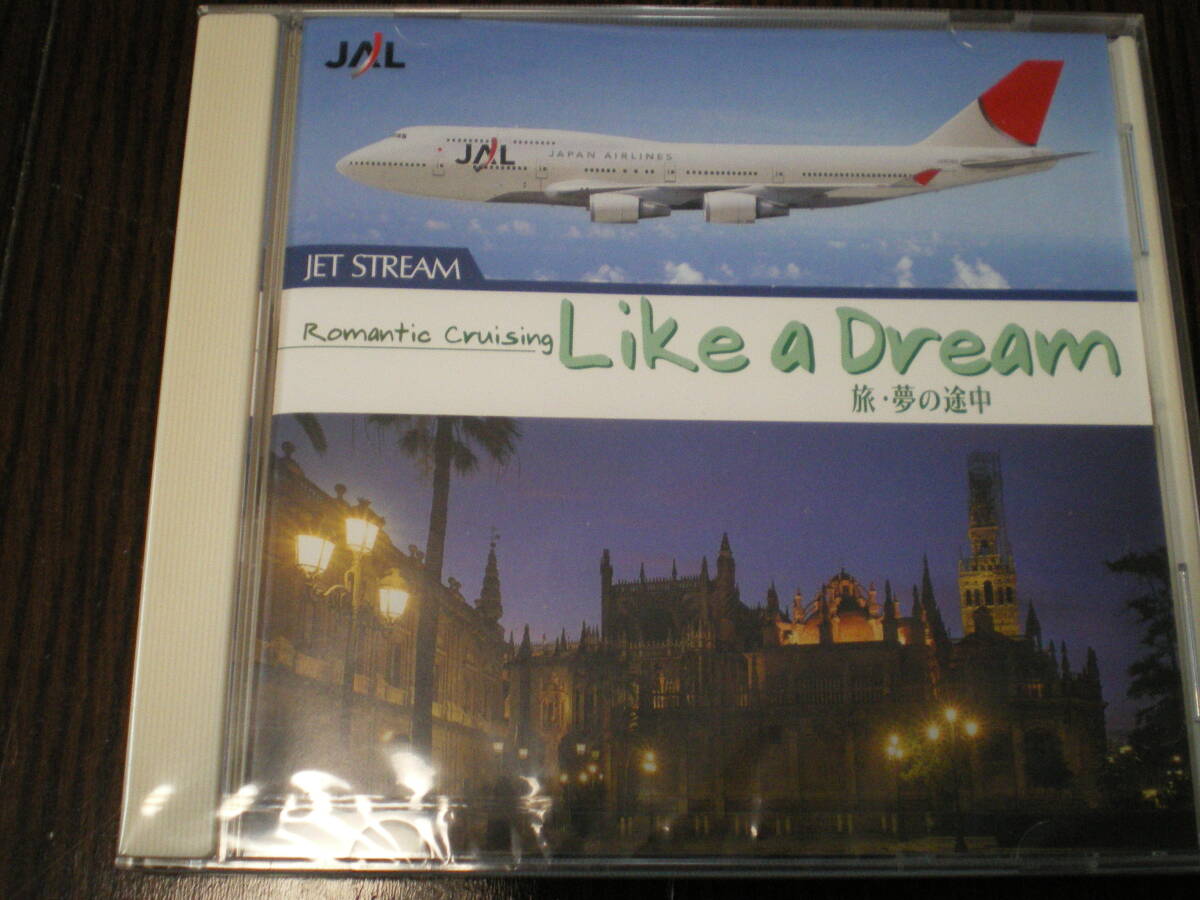 JAL
JAL JAPAN AIRLINES
JET STREAM
Romantic Cruising Like a Dream
旅・夢の途中